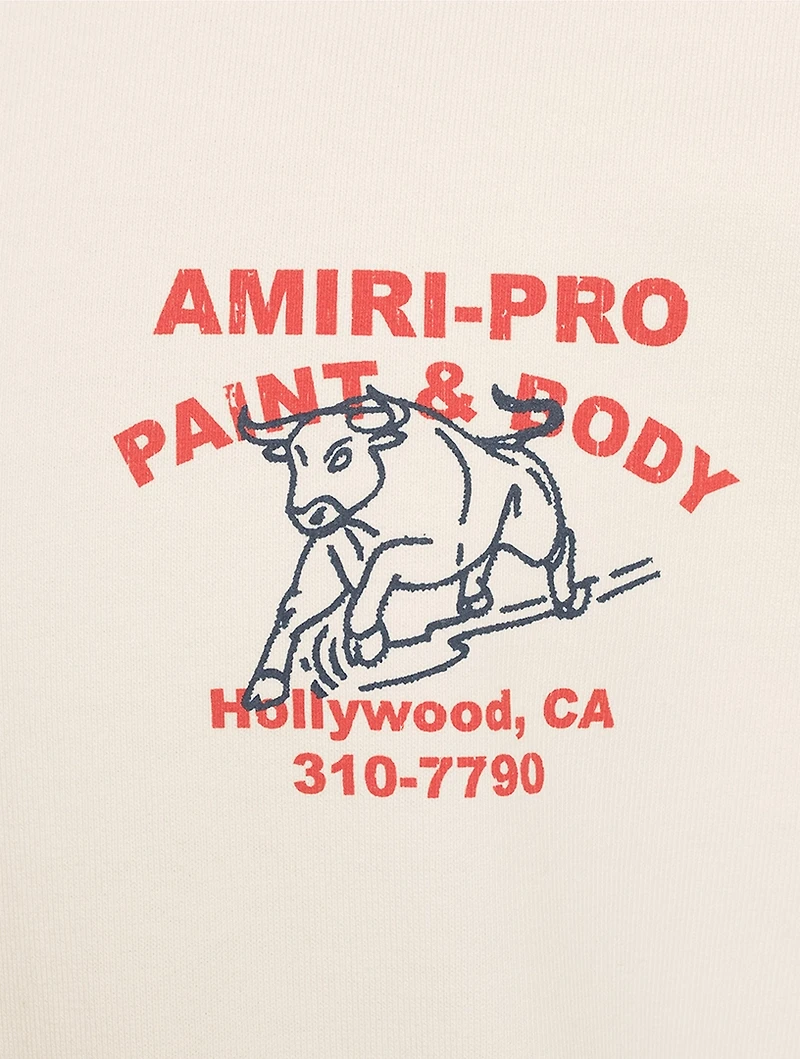 AMIRI-PRO
PAINT & BODY
Hollywood, CA
310-7790